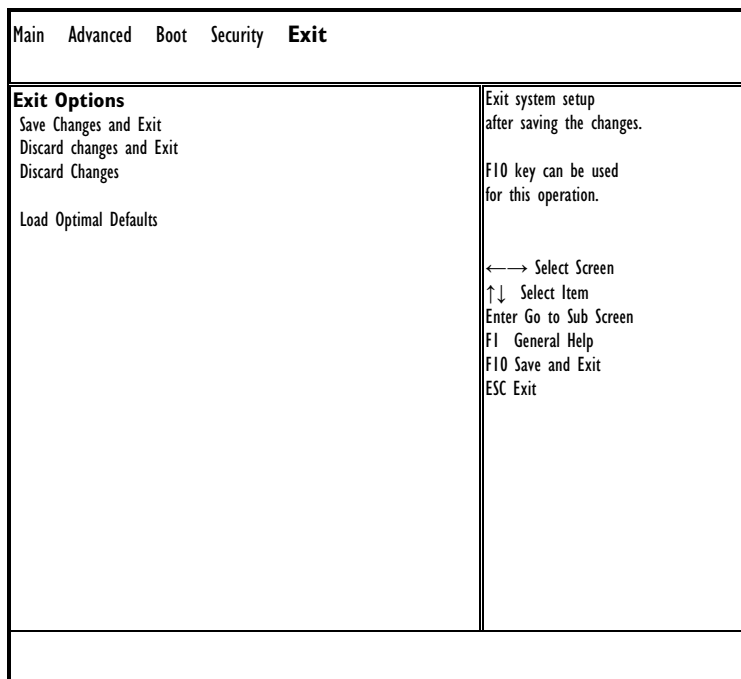 Main Advanced Boot Security Exit
Exit Options
Save Changes and Exit
Discard changes and Exit
Discard Changes
Load Optimal Defaults
Exit system setup
after saving the changes.
F10 key can be used
for this operation.
←→ Select Screen
↑↓ Select Item
Enter Go to Sub Screen
F1 General Help
F10 Save and Exit
ESC Exit